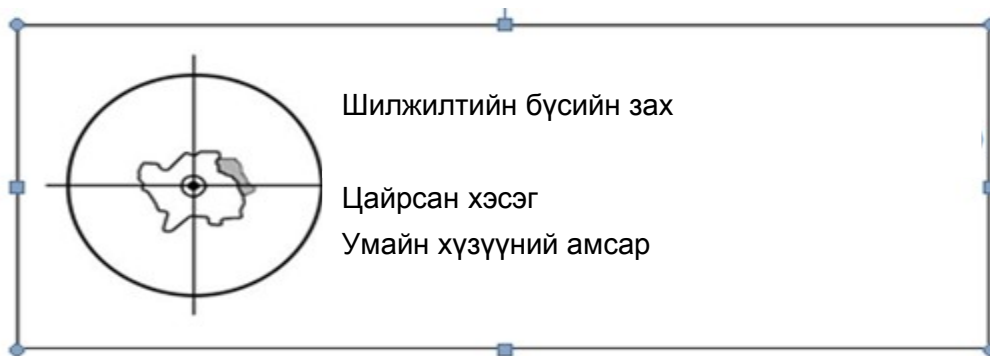 Шилжилтийн бүсийн зах
Цайрсан хэсэг
Умайн хүзүүний амсар